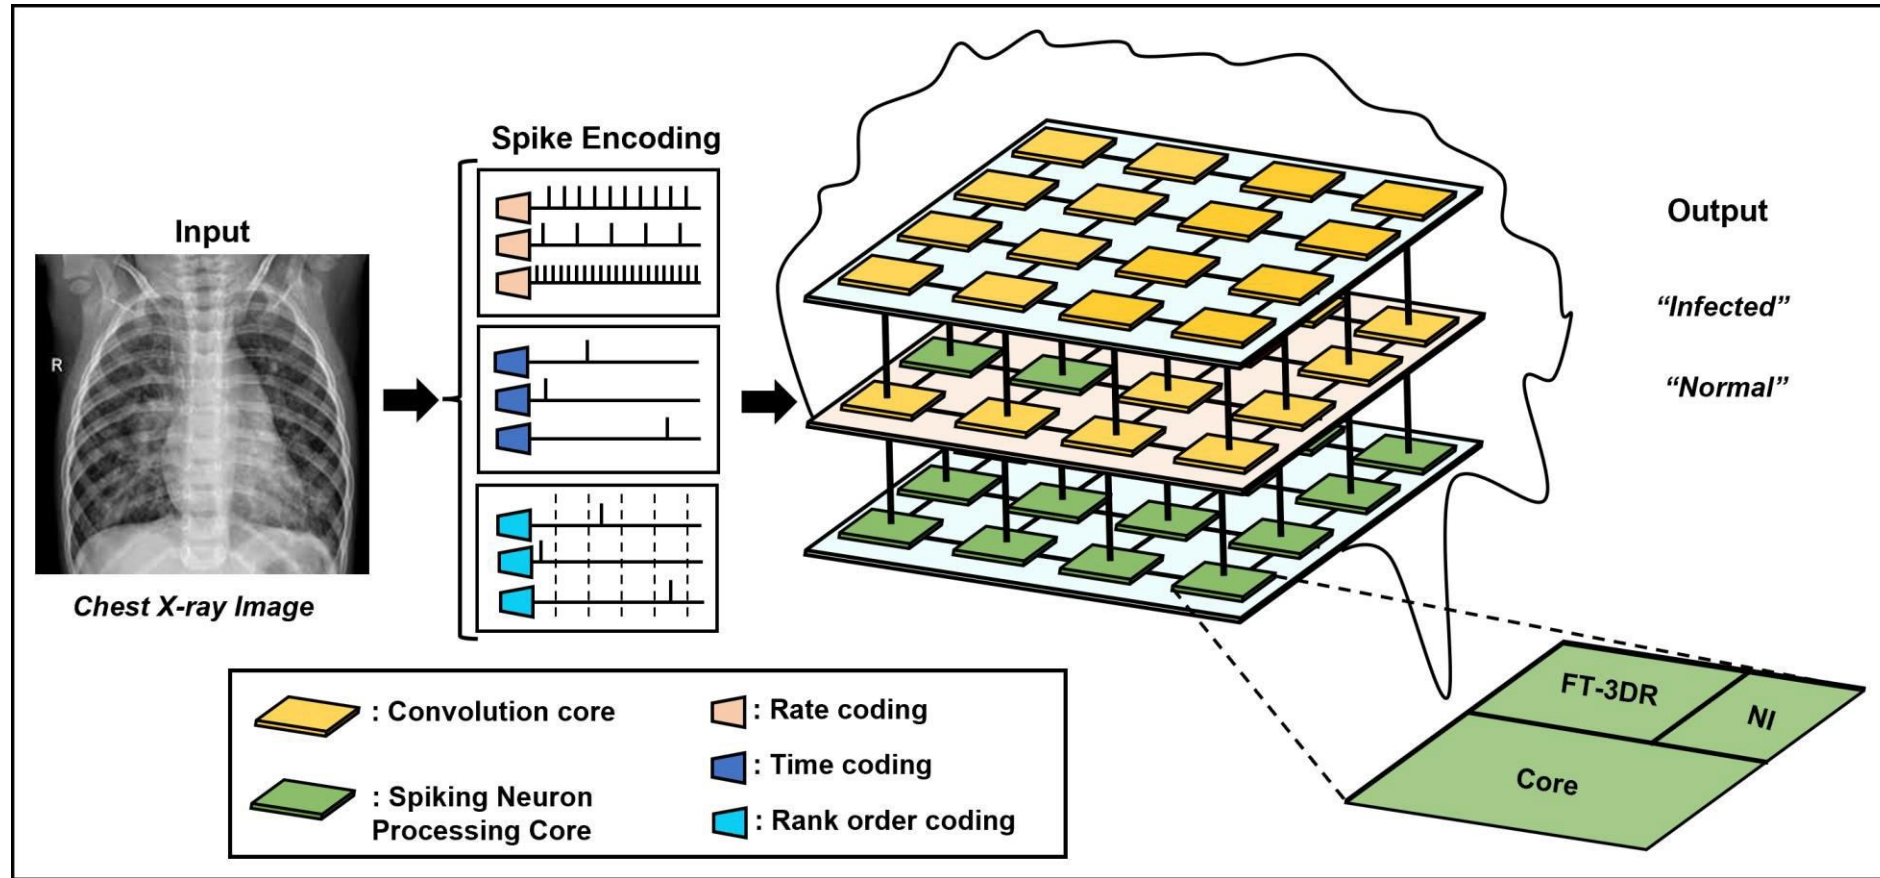 Spike Encoding
Input
R
Chest X-ray Image
Output
“Infected”
“Normal”
FT-3DR
NI
Core
: Convolution core
: Spiking Neuron
Processing Core
: Rate coding
: Time coding
: Rank order coding